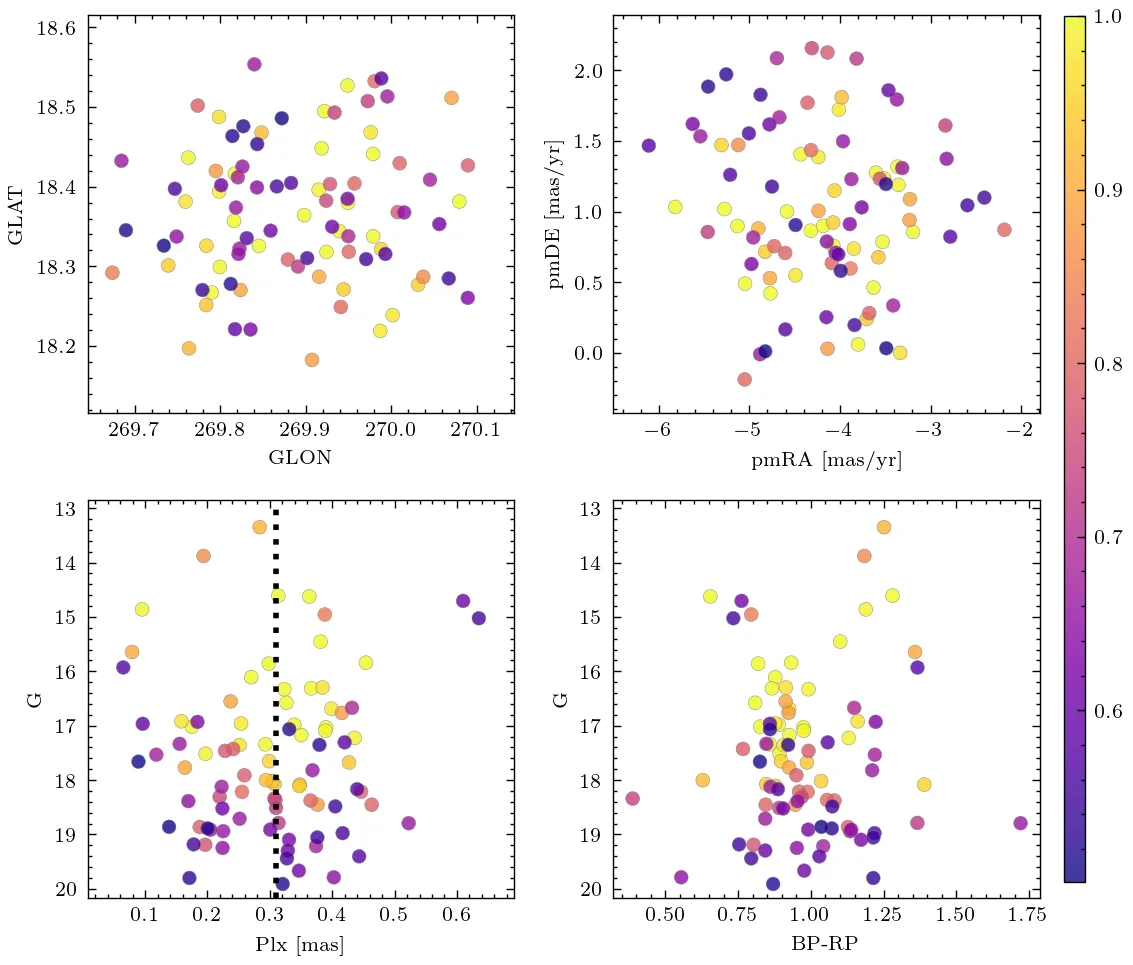 18.6
18.5
18.4
18.3
18.2
GLAT
269.7 269.8 269.9 270.0 270.1
GLON
2.0
1.5
1.0
0.5
0.0
pmDE [mas/yr]
−6 −5 −4 −3 −2
pmRA [mas/yr]
1.0
0.9
0.8
0.7
0.6
13
14
15
16
17
18
19
20
G
0.1 0.2 0.3 0.4 0.5 0.6
Plx [mas]
13
14
15
16
17
18
19
20
G
0.50 0.75 1.00 1.25 1.50 1.75
BP-RP